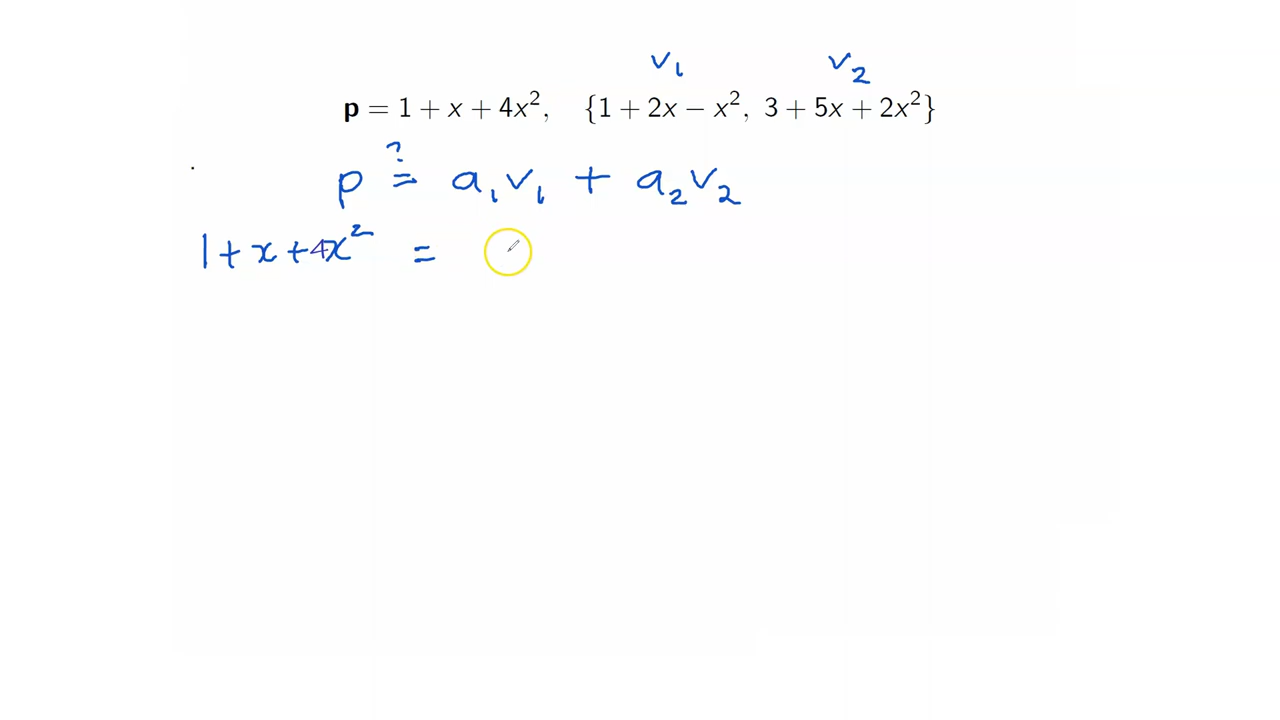 v₁ v₂
p = 1 + x + 4x², {1 + 2x − x², 3 + 5x + 2x²}
p ≟ a₁v₁ + a₂v₂
1 + x + 4x² =